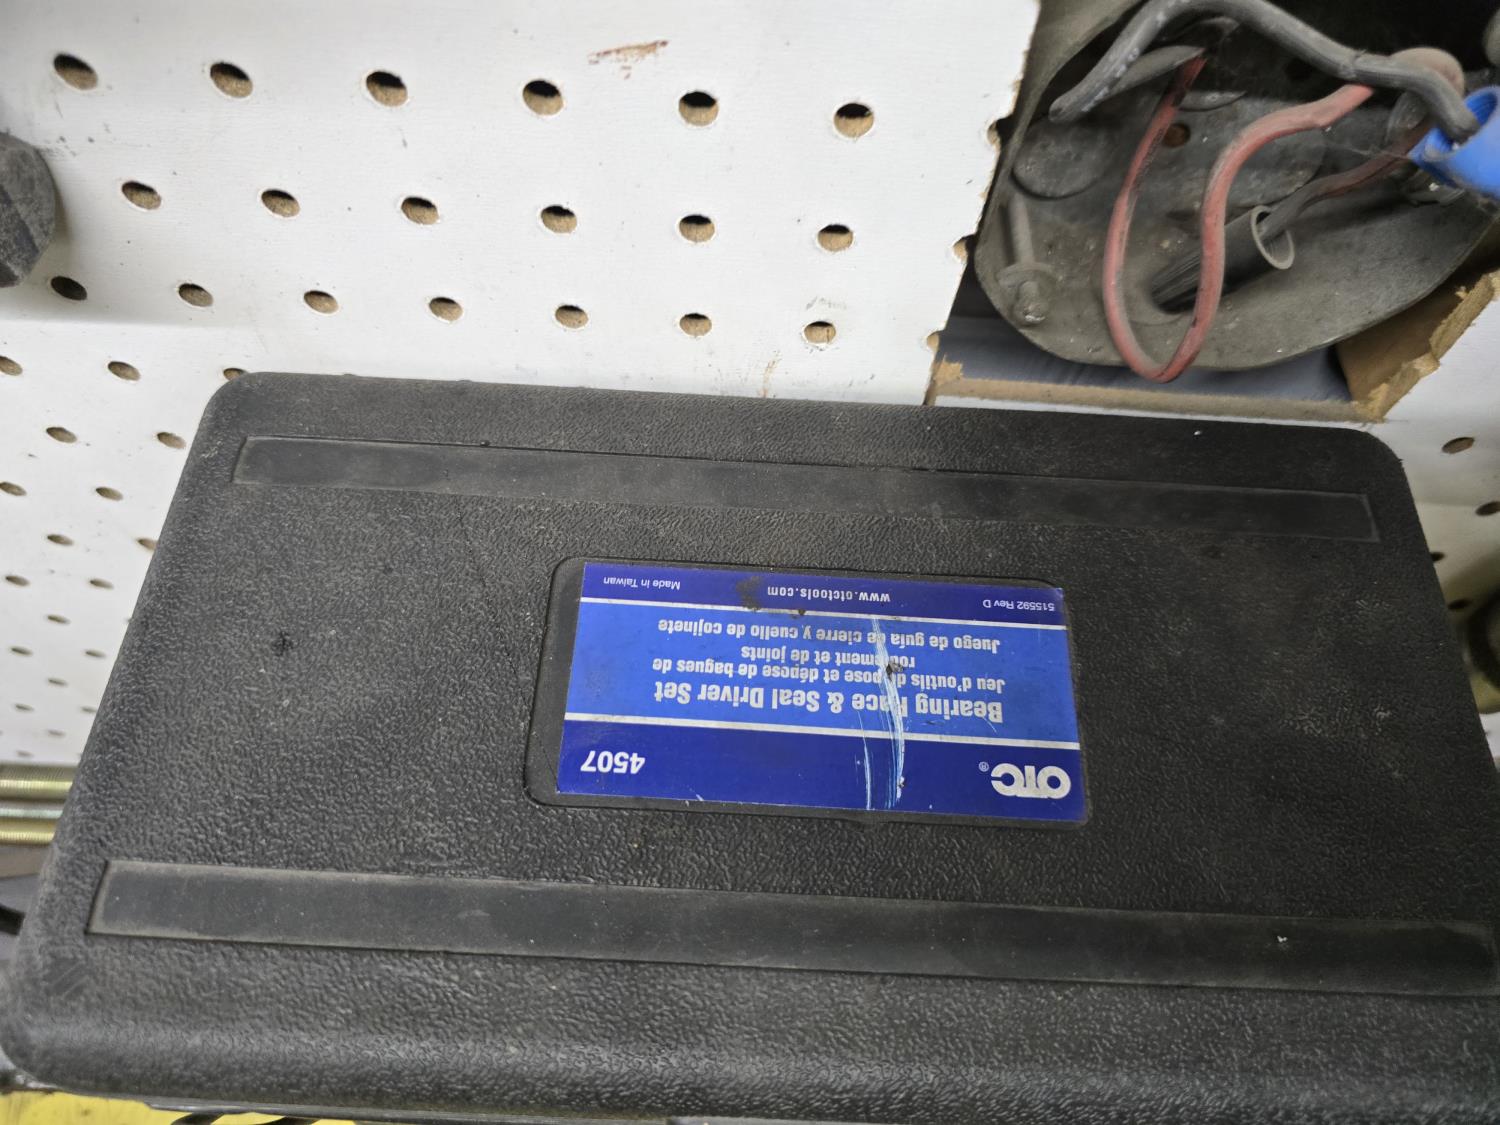 OTC® 4507
Bearing Race & Seal Driver Set
Jeu d'outils de pose et dépose de bagues de
roulement et de joints
Juego de guía de cierre y cuello de cojinete
515592 Rev D www.otctools.com Made in Taiwan